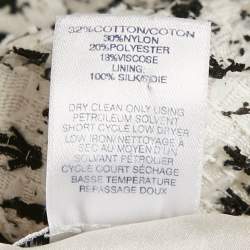 32%COTTON/COTON
30%NYLON
20%POLYESTER
18%VISCOSE
LINING:
100% SILK/SOIE
DRY CLEAN ONLY USING
PETROLEUM SOLVENT
SHORT CYCLE LOW DRYER
LOW IRON/NETTOYAGE A
SEC AU MOYEN D'UN
SOLVANT PÉTROLIER
CYCLE COURT SÉCHAGE
BASSE TEMPÉRATURE
REPASSAGE DOUX